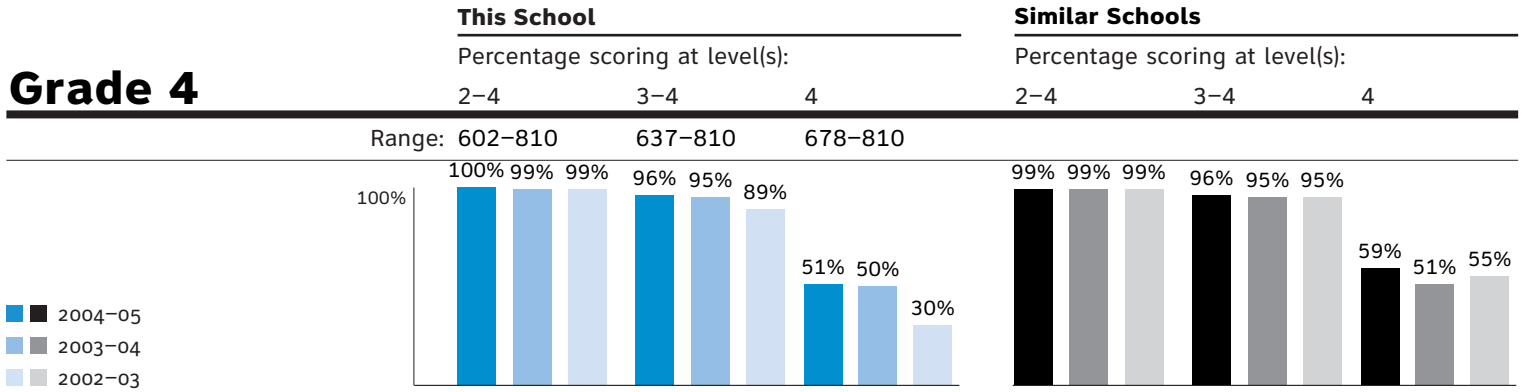 This School Similar Schools
Percentage scoring at level(s): Percentage scoring at level(s):
Grade 4 2–4 3–4 4 2–4 3–4 4
Range: 602–810 637–810 678–810
100% 99% 99% 96% 95% 89% 51% 50% 30% 99% 99% 99% 96% 95% 95% 59% 51% 55%
100%
2004–05
2003–04
2002–03